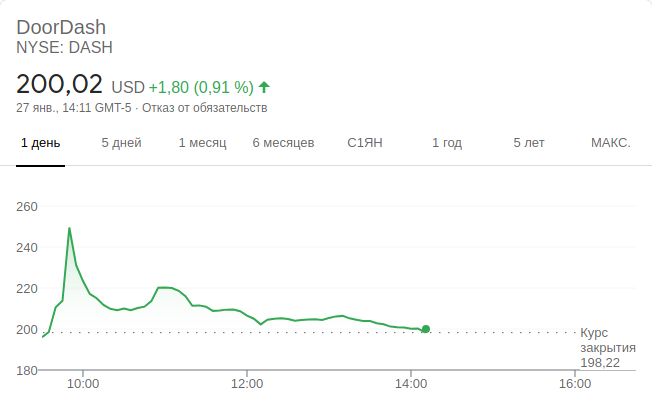 DoorDash
NYSE: DASH
200,02 USD +1,80 (0,91 %)
27 янв., 14:11 GMT-5 · Отказ от обязательств
1 день 5 дней 1 месяц 6 месяцев С1ЯН 1 год 5 лет МАКС.
260
240
220
200
180
Курс
закрытия
198,22
10:00 12:00 14:00 16:00